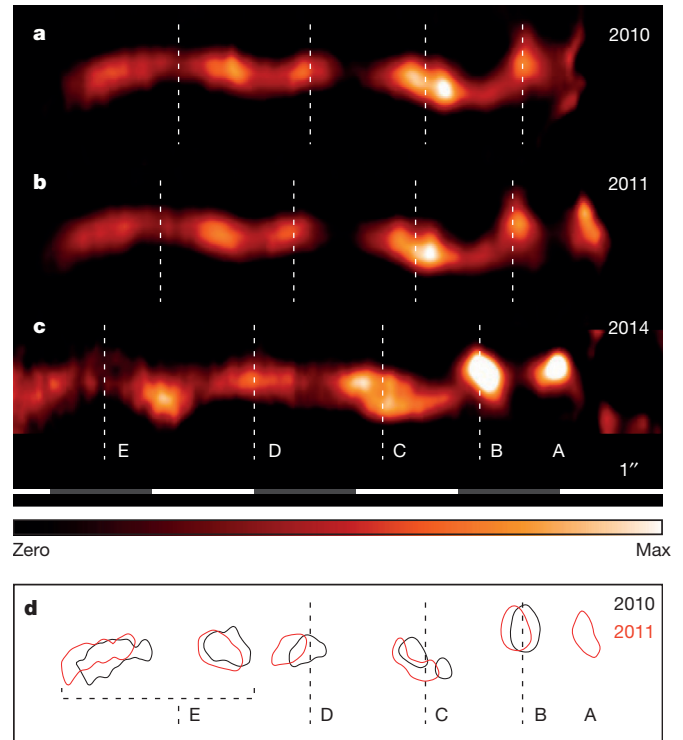 a 2010
b 2011
c 2014
E D C B A
1″
Zero Max
d 2010
2011
E D C B A